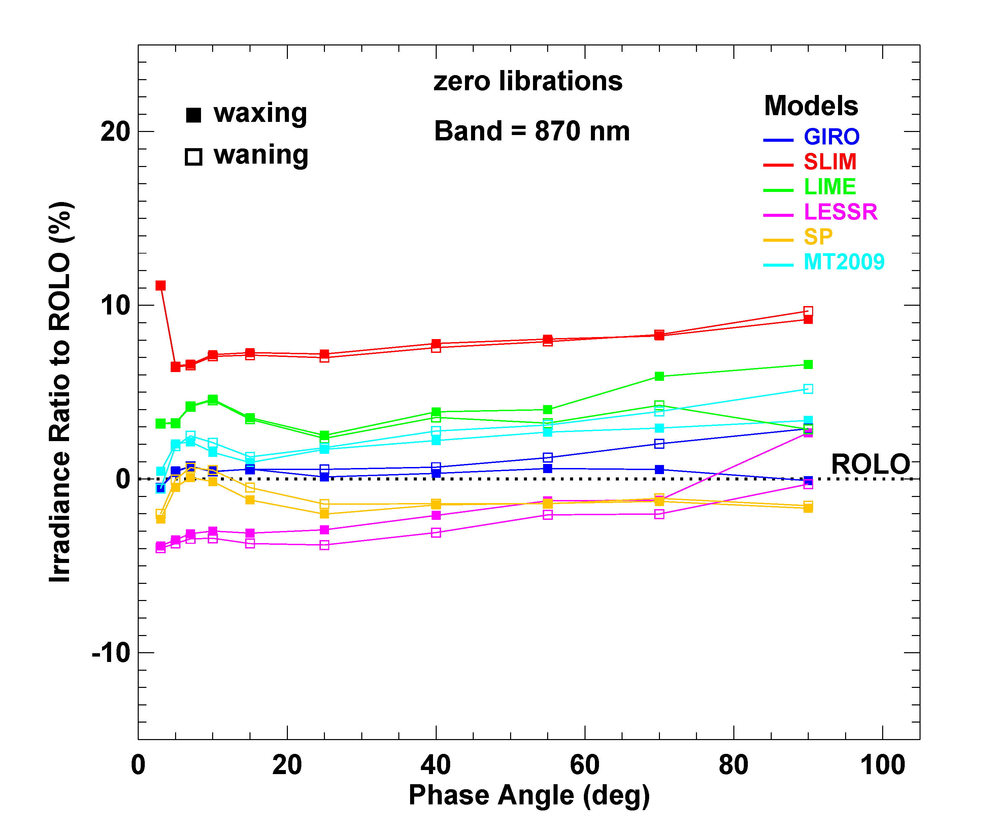 zero librations
Band = 870 nm
waxing
waning
Models
GIRO
SLIM
LIME
LESSR
SP
MT2009
ROLO
Irradiance Ratio to ROLO (%)
20
10
0
-10
0 20 40 60 80 100
Phase Angle (deg)